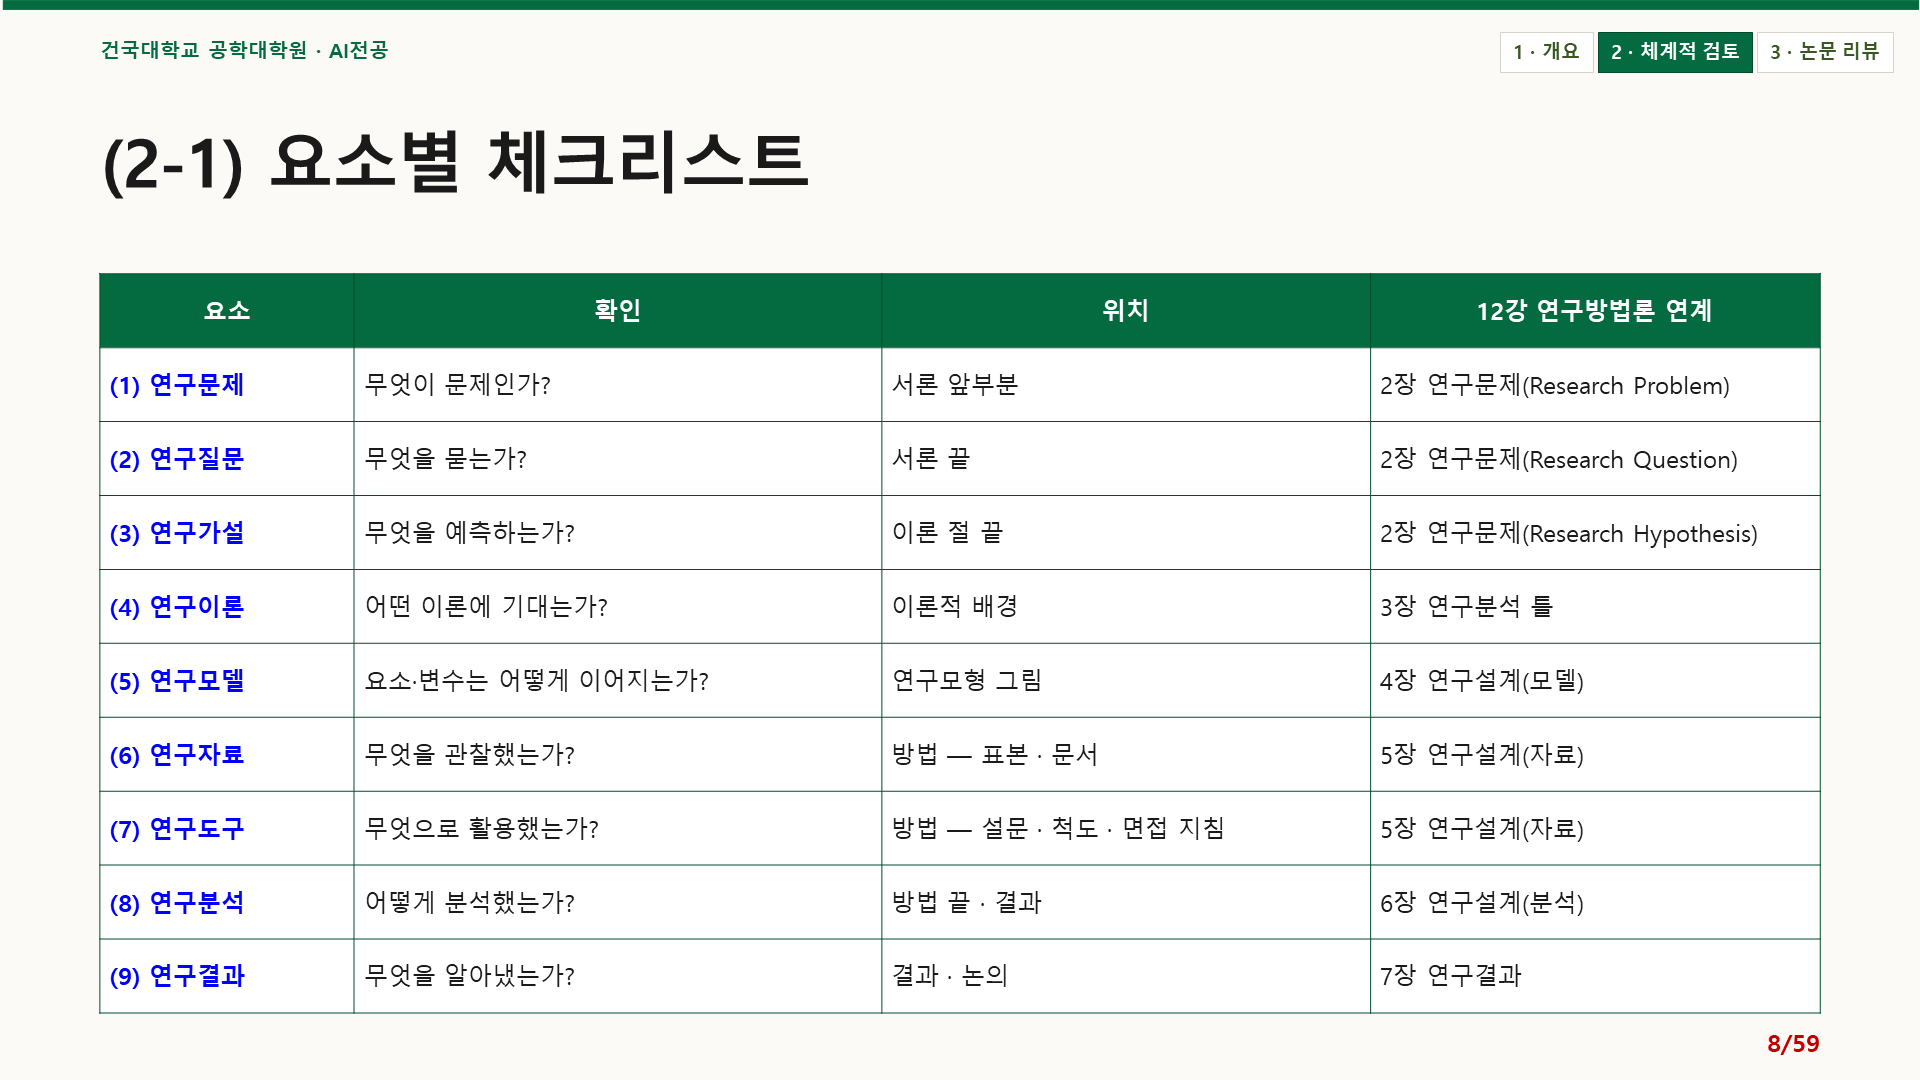 건국대학교 공학대학원 · AI전공
1 · 개요
2 · 체계적 검토
3 · 논문 리뷰
(2-1) 요소별 체크리스트
요소 확인 위치 12강 연구방법론 연계
(1) 연구문제 무엇이 문제인가? 서론 앞부분 2장 연구문제(Research Problem)
(2) 연구질문 무엇을 묻는가? 서론 끝 2장 연구문제(Research Question)
(3) 연구가설 무엇을 예측하는가? 이론 절 끝 2장 연구문제(Research Hypothesis)
(4) 연구이론 어떤 이론에 기대는가? 이론적 배경 3장 연구분석 틀
(5) 연구모델 요소·변수는 어떻게 이어지는가? 연구모형 그림 4장 연구설계(모델)
(6) 연구자료 무엇을 관찰했는가? 방법 — 표본 · 문서 5장 연구설계(자료)
(7) 연구도구 무엇으로 활용했는가? 방법 — 설문 · 척도 · 면접 지침 5장 연구설계(자료)
(8) 연구분석 어떻게 분석했는가? 방법 끝 · 결과 6장 연구설계(분석)
(9) 연구결과 무엇을 알아냈는가? 결과 · 논의 7장 연구결과
8/59